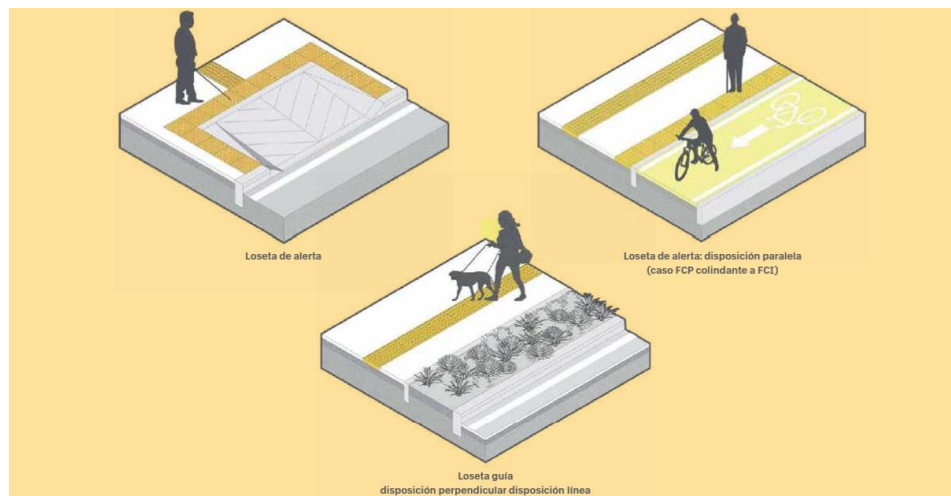 Loseta de alerta
Loseta de alerta: disposición paralela
(caso FCP colindante a FCI)
Loseta guía
disposición perpendicular disposición línea